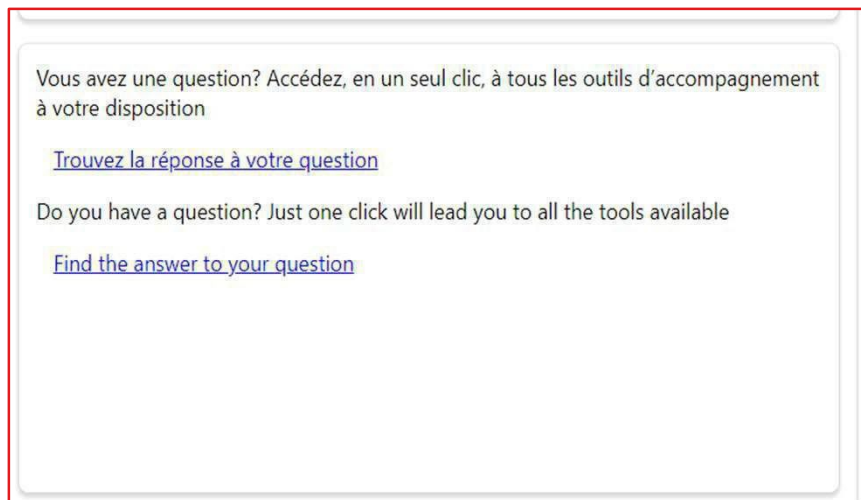 Vous avez une question? Accédez, en un seul clic, à tous les outils d’accompagnement
à votre disposition
Trouvez la réponse à votre question
Do you have a question? Just one click will lead you to all the tools available
Find the answer to your question